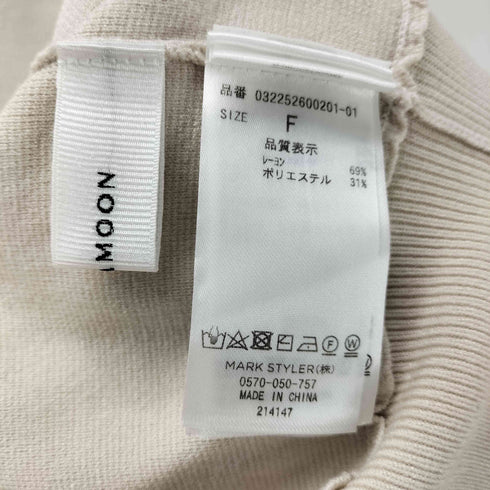 MOON
品番 032252600201-01
SIZE F
品質表示
レーヨン 69%
ポリエステル 31%
F W
MARK STYLER(株)
0570-050-757
MADE IN CHINA
214147